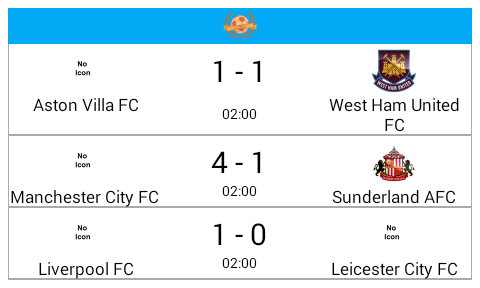 No
Icon
1 - 1
Aston Villa FC
02:00
West Ham United
FC
No
Icon
4 - 1
Manchester City FC
02:00
Sunderland AFC
No
Icon
1 - 0
No
Icon
Liverpool FC
02:00
Leicester City FC